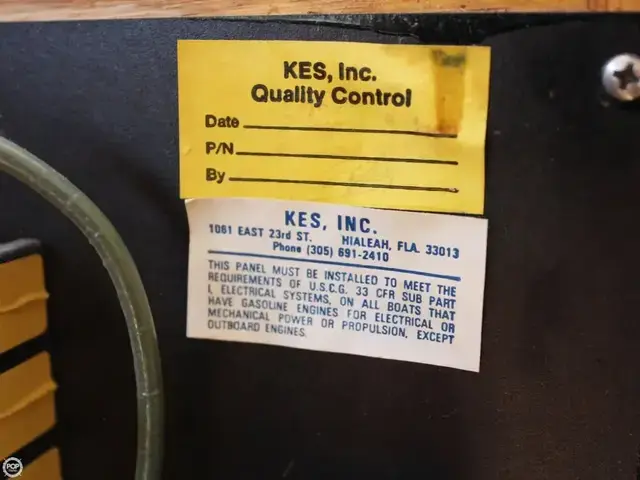 KES, Inc.
Quality Control
Date
P/N
By
KES, INC.
1061 EAST 23rd ST. HIALEAH, FLA. 33013
Phone (305) 691-2410
THIS PANEL MUST BE INSTALLED TO MEET THE
REQUIREMENTS OF U.S.C.G. 33 CFR SUB PART
I, ELECTRICAL SYSTEMS, ON ALL BOATS THAT
HAVE GASOLINE ENGINES FOR ELECTRICAL OR
MECHANICAL POWER OR PROPULSION, EXCEPT
OUTBOARD ENGINES.
POP